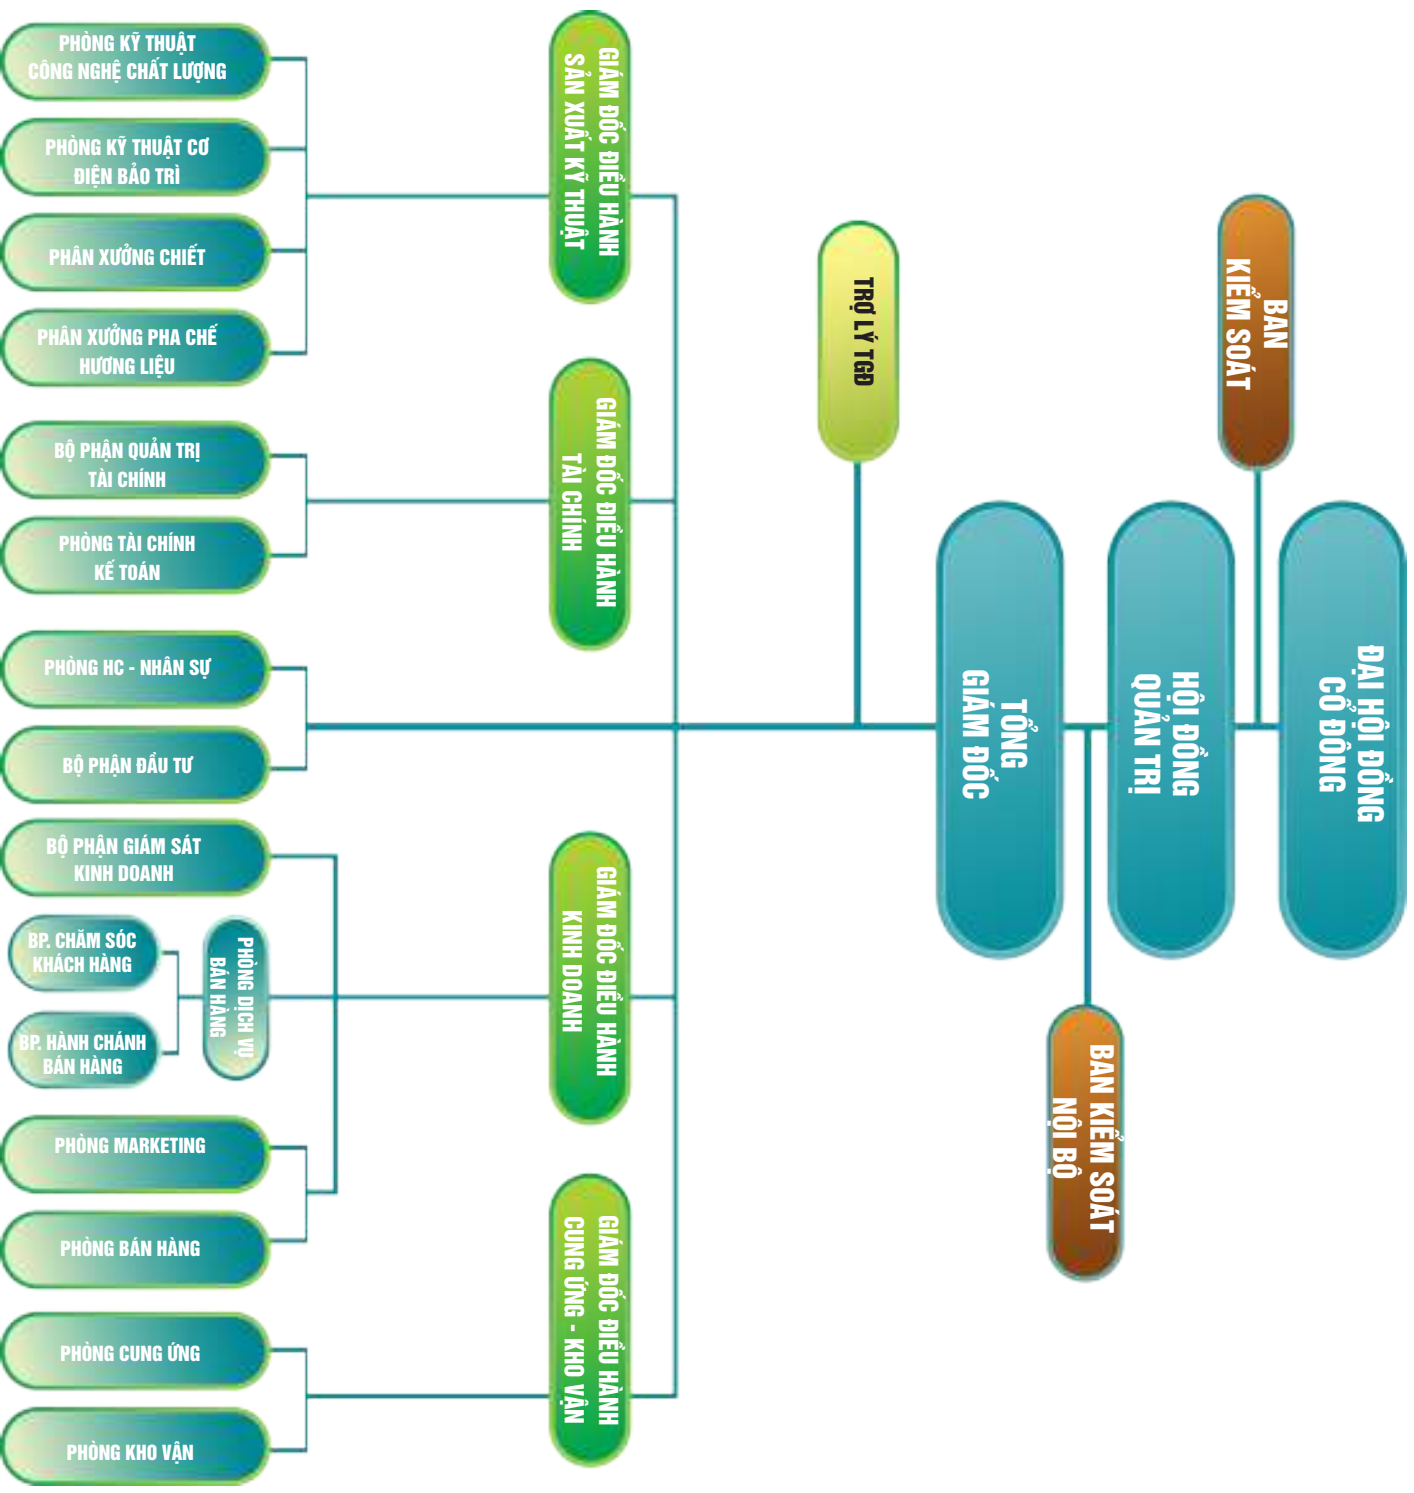 ĐẠI HỘI ĐỒNG
CỔ ĐÔNG
BAN
KIỂM SOÁT
HỘI ĐỒNG
QUẢN TRỊ
BAN KIỂM SOÁT
NỘI BỘ
TỔNG
GIÁM ĐỐC
TRỢ LÝ TGĐ
GIÁM ĐỐC ĐIỀU HÀNH
SẢN XUẤT KỸ THUẬT
GIÁM ĐỐC ĐIỀU HÀNH
TÀI CHÍNH
GIÁM ĐỐC ĐIỀU HÀNH
KINH DOANH
GIÁM ĐỐC ĐIỀU HÀNH
CUNG ỨNG - KHO VẬN
PHÒNG KỸ THUẬT
CÔNG NGHỆ CHẤT LƯỢNG
PHÒNG KỸ THUẬT CƠ
ĐIỆN BẢO TRÌ
PHÂN XƯỞNG CHIẾT
PHÂN XƯỞNG PHA CHẾ
HƯƠNG LIỆU
BỘ PHẬN QUẢN TRỊ
TÀI CHÍNH
PHÒNG TÀI CHÍNH
KẾ TOÁN
PHÒNG HC - NHÂN SỰ
BỘ PHẬN ĐẦU TƯ
BỘ PHẬN GIÁM SÁT
KINH DOANH
PHÒNG DỊCH VỤ
BÁN HÀNG
BP. CHĂM SÓC
KHÁCH HÀNG
BP. HÀNH CHÁNH
BÁN HÀNG
PHÒNG MARKETING
PHÒNG BÁN HÀNG
PHÒNG CUNG ỨNG
PHÒNG KHO VẬN